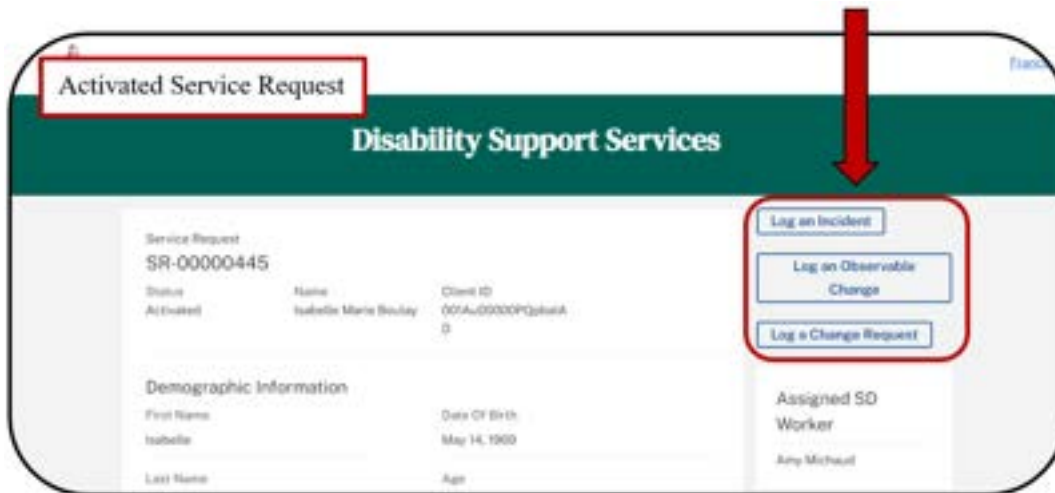 Activated Service Request
Disability Support Services
Log an Incident
Log an Observable
Change
Log a Change Request
Service Request
SR-00000445
Status
Name
Client ID
Activated
Isabelle Marie Boulay
D
Demographic Information
First Name
Date Of Birth
Isabelle
May 14, 1969
Last Name
Age
Assigned SD
Worker
Amy Michaud